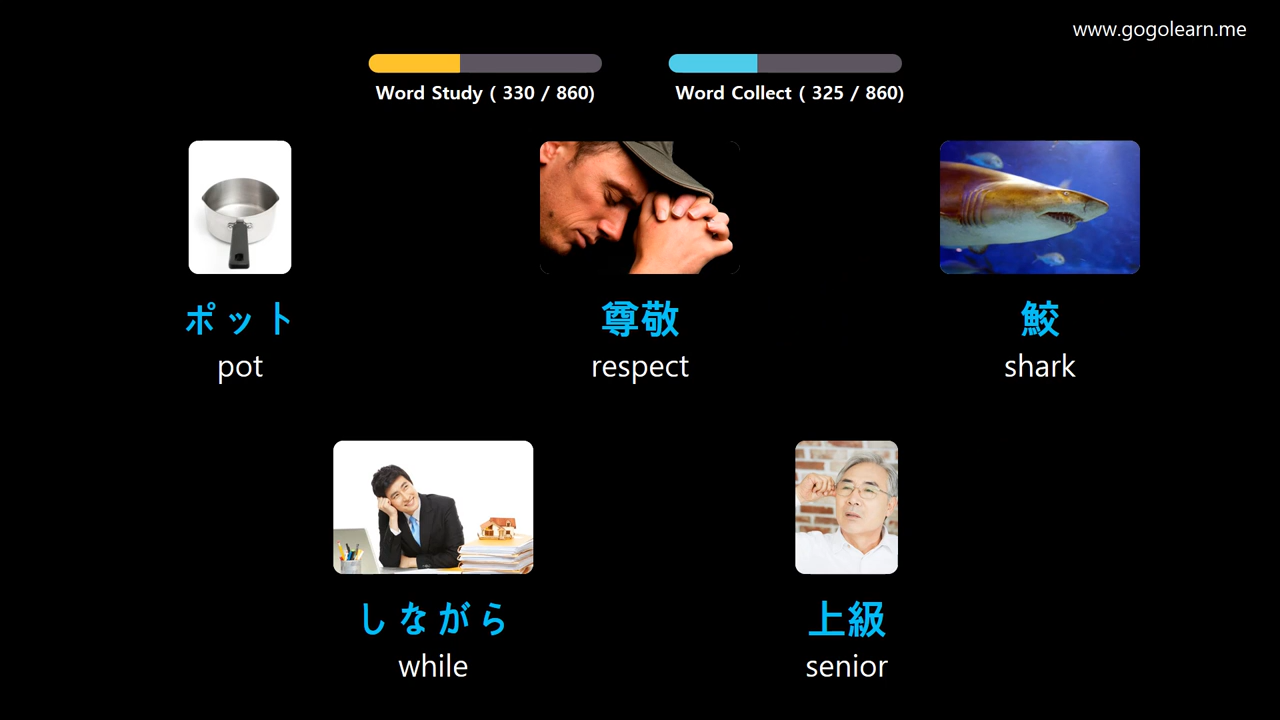 www.gogolearn.me
Word Study ( 330 / 860)
Word Collect ( 325 / 860)
ポット
pot
尊敬
respect
鮫
shark
しながら
while
上級
senior